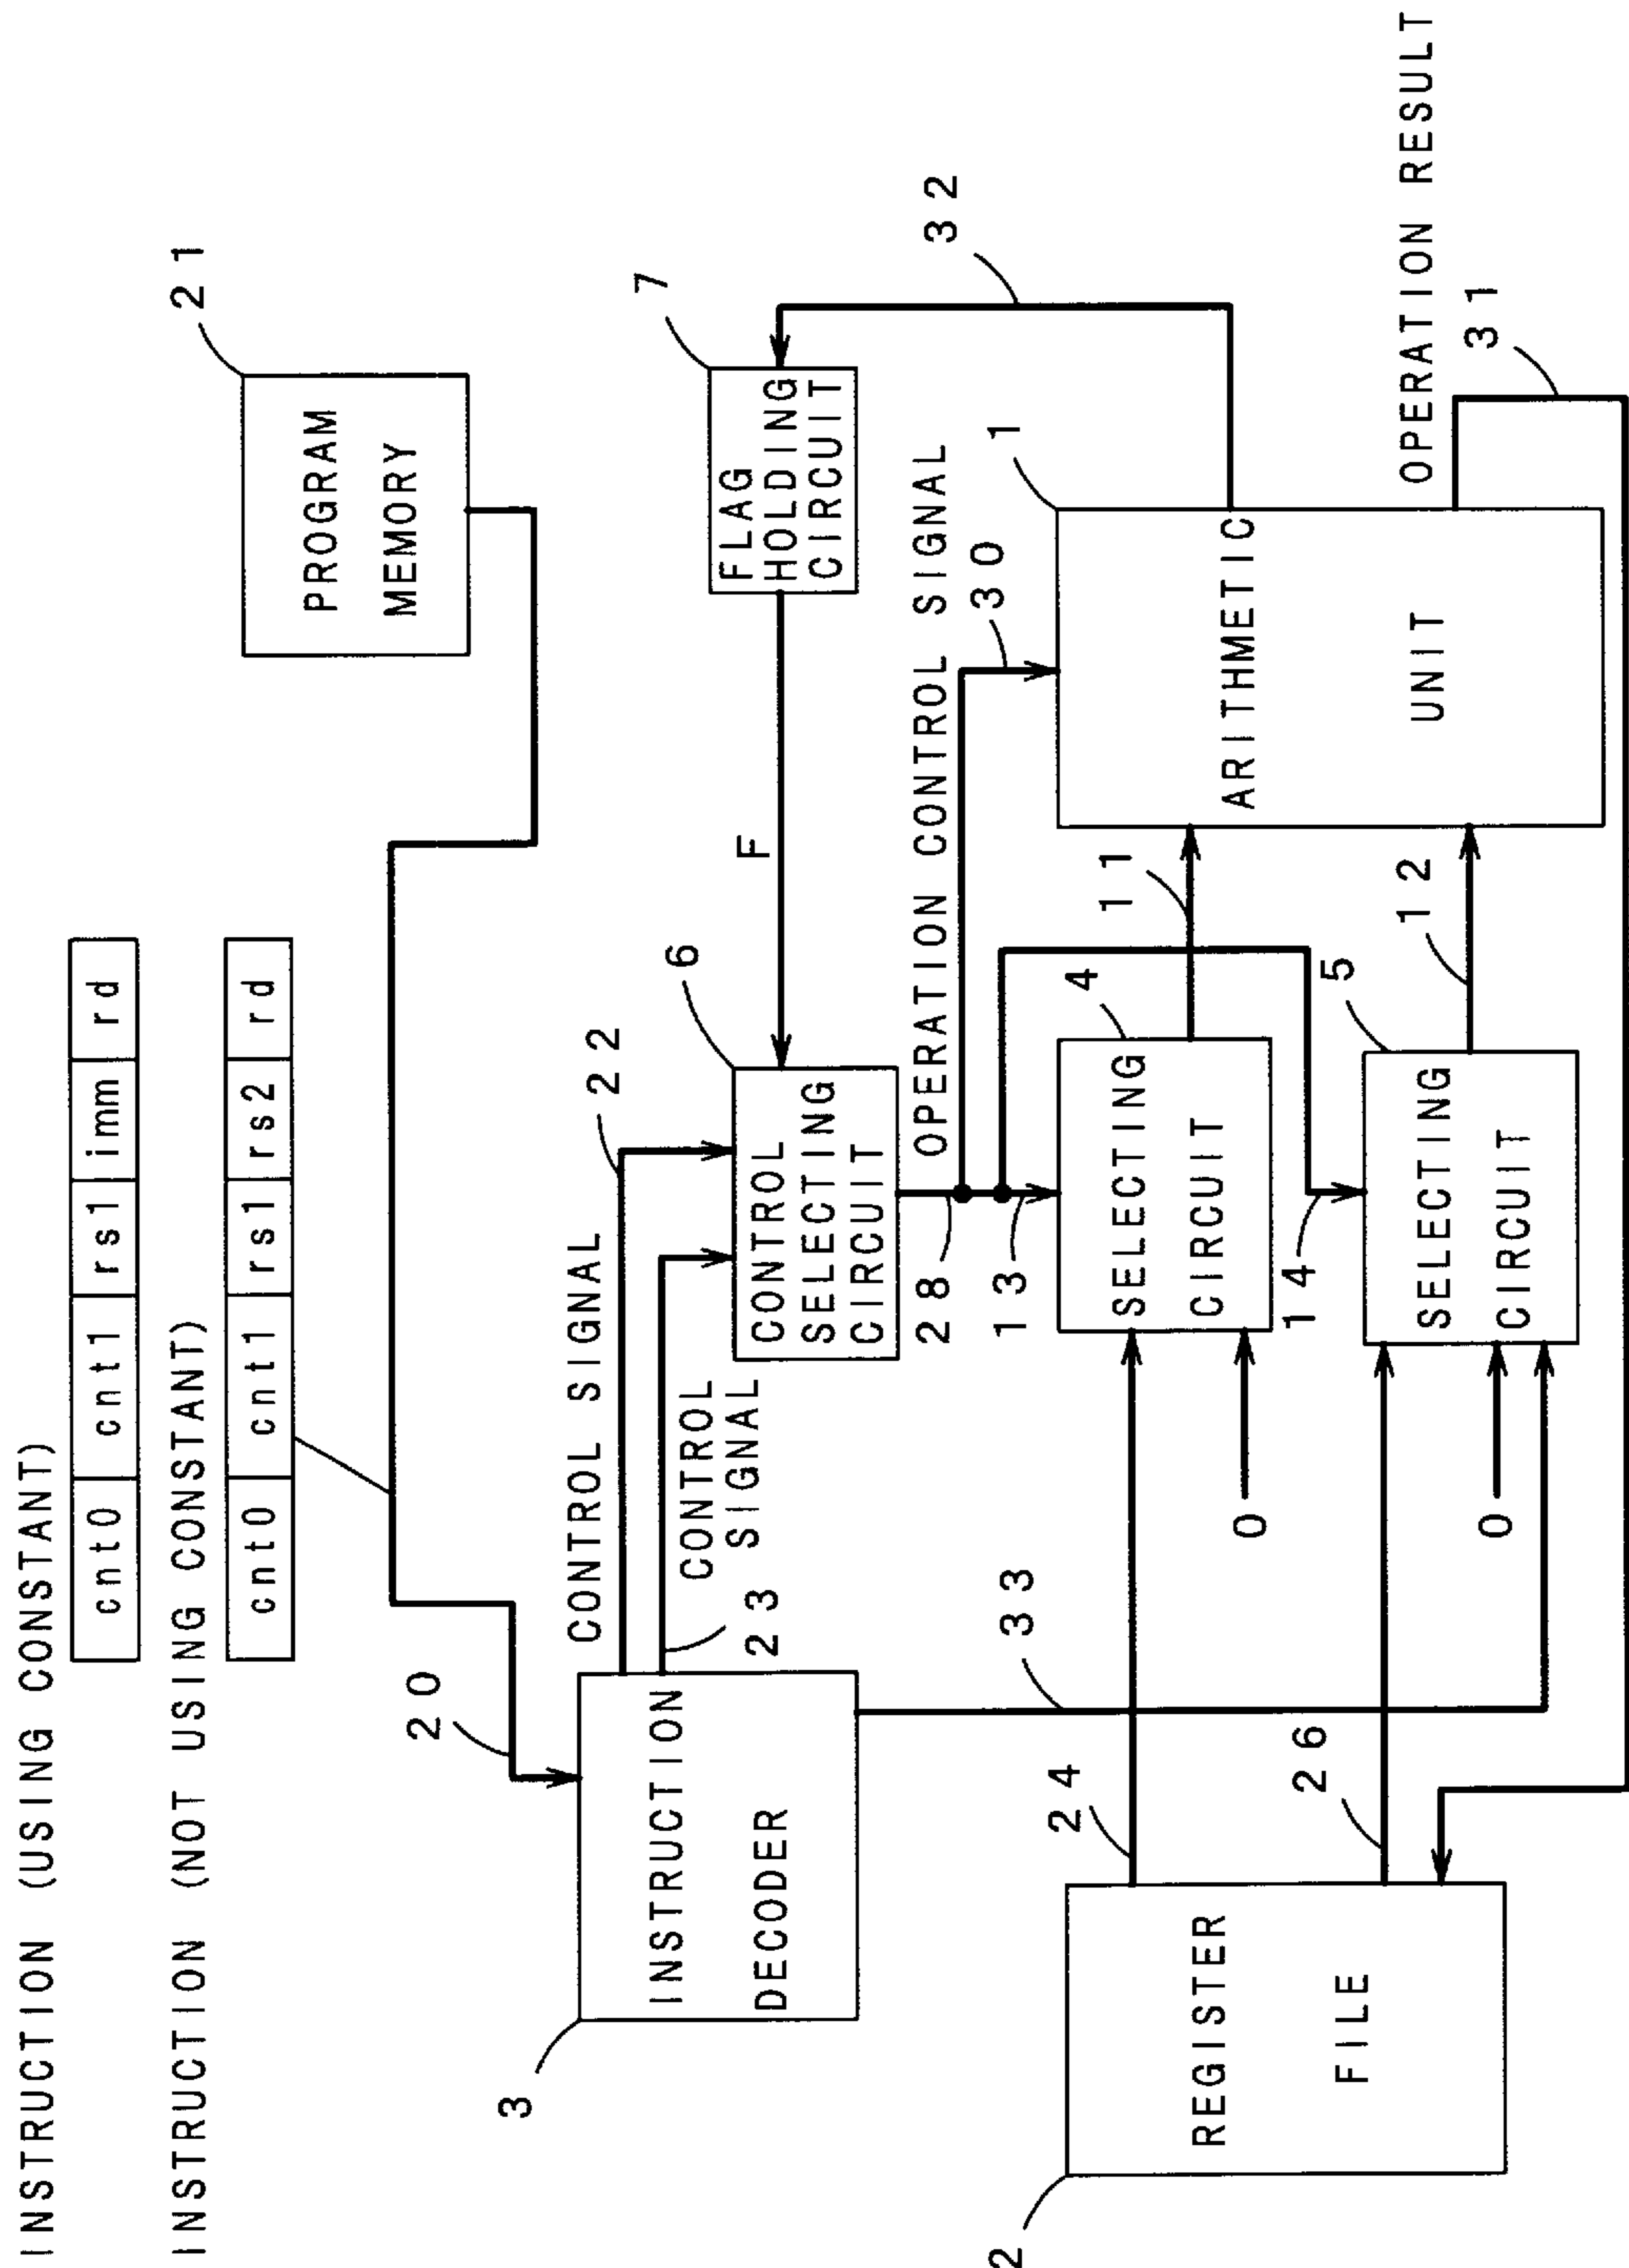 INSTRUCTION (USING CONSTANT)
cnt0 cnt1 rs1 imm rd
INSTRUCTION (NOT USING CONSTANT)
cnt0 cnt1 rs1 rs2 rd
21
PROGRAM
MEMORY
20
3
INSTRUCTION
DECODER
CONTROL SIGNAL
22
CONTROL
SIGNAL
23
6
CONTROL
SELECTING
CIRCUIT
F
7
FLAG
HOLDING
CIRCUIT
32
28
OPERATION CONTROL SIGNAL
30
13
33
2
REGISTER
FILE
24
26
0
4
SELECTING
CIRCUIT
11
14
0
5
SELECTING
CIRCUIT
12
1
ARITHMETIC
UNIT
OPERATION RESULT
31